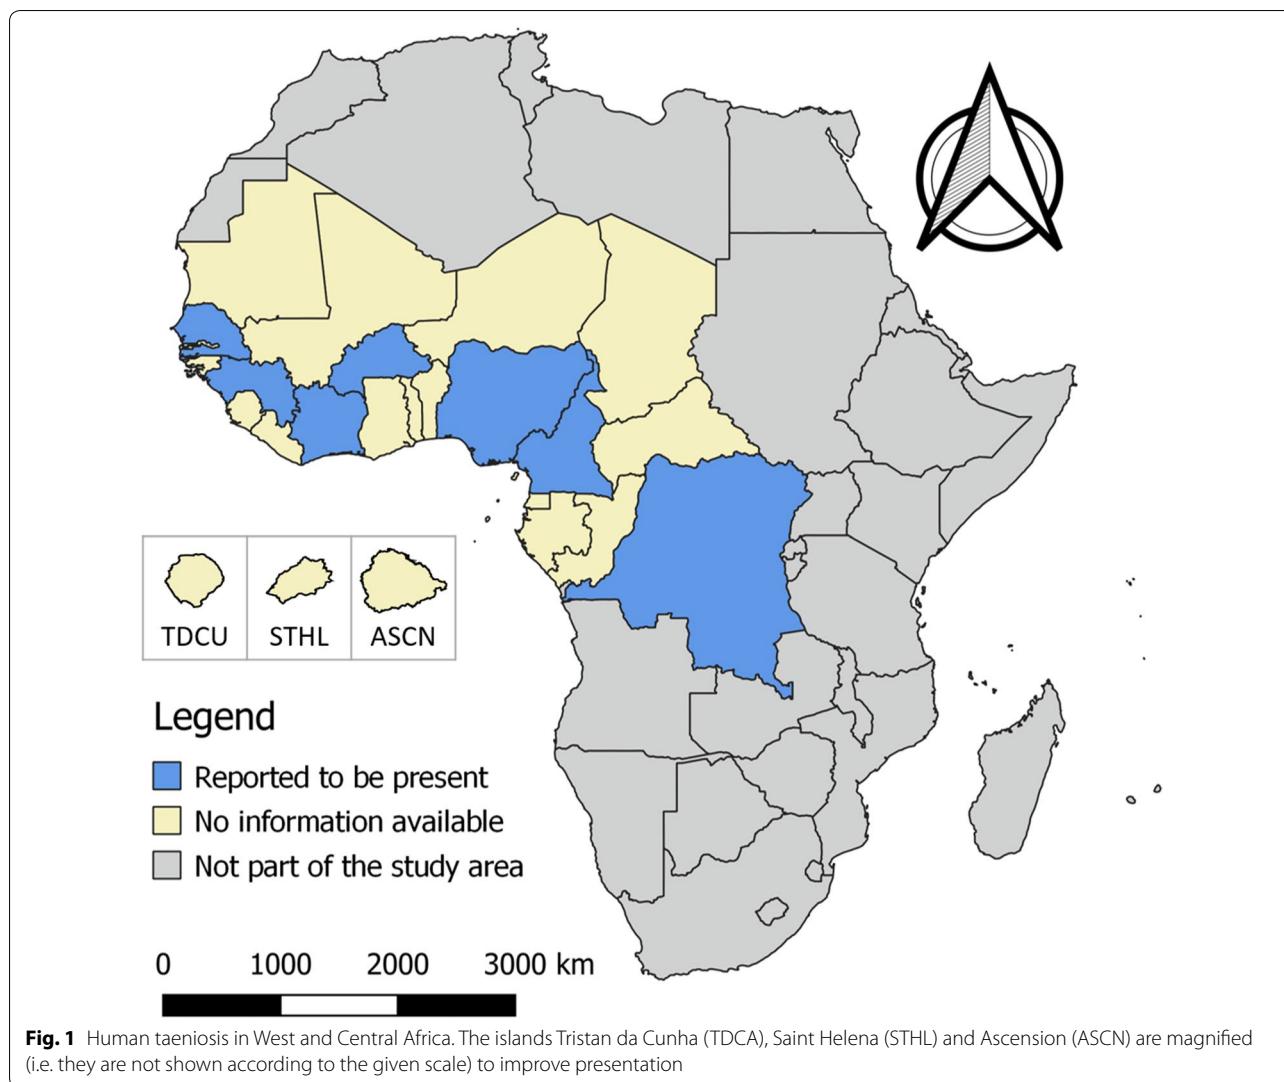 TDCU STHL ASCN
Legend
Reported to be present
No information available
Not part of the study area
0 1000 2000 3000 km
Fig. 1 Human taeniosis in West and Central Africa. The islands Tristan da Cunha (TDCA), Saint Helena (STHL) and Ascension (ASCN) are magnified
(i.e. they are not shown according to the given scale) to improve presentation